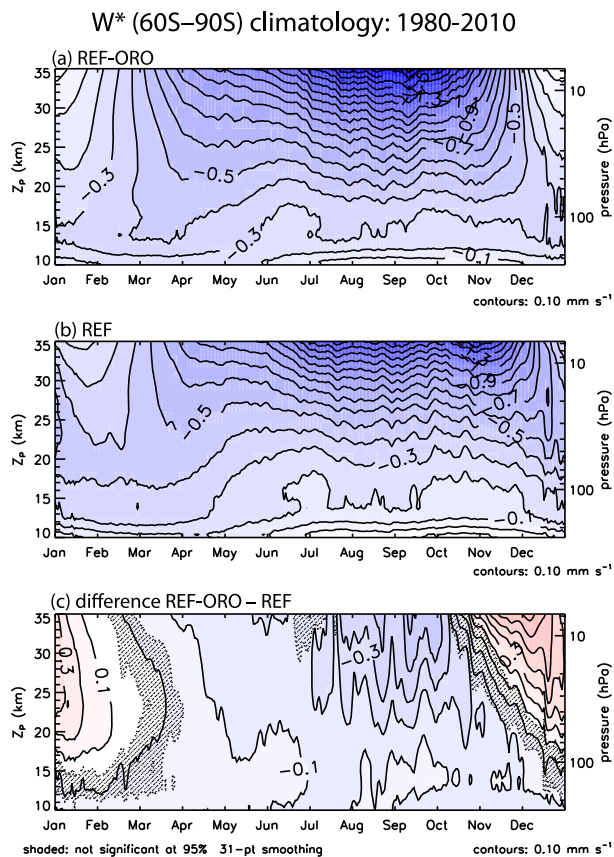 W* (60S–90S) climatology: 1980-2010
(a) REF-ORO
35
30
25
20
15
10
Zp (km)
10
100
pressure (hPa)
−0.3
−0.5
−0.3
−0.7
−0.9
−0.5
−0.1
Jan Feb Mar Apr May Jun Jul Aug Sep Oct Nov Dec
contours: 0.10 mm s⁻¹
(b) REF
35
30
25
20
15
10
Zp (km)
10
100
pressure (hPa)
−0.5
−0.3
−0.9
−0.5
−0.1
Jan Feb Mar Apr May Jun Jul Aug Sep Oct Nov Dec
contours: 0.10 mm s⁻¹
(c) difference REF-ORO – REF
35
30
25
20
15
10
Zp (km)
10
100
pressure (hPa)
0.3
0.1
−0.3
−0.1
Jan Feb Mar Apr May Jun Jul Aug Sep Oct Nov Dec
shaded: not significant at 95% 31-pt smoothing
contours: 0.10 mm s⁻¹